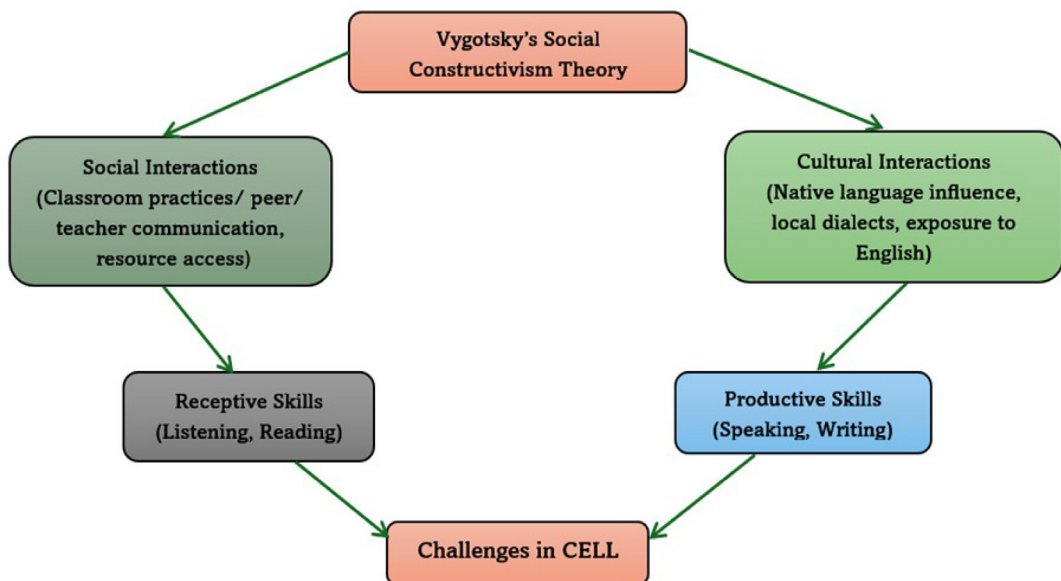 Vygotsky’s Social
Constructivism Theory
Social Interactions
(Classroom practices/ peer/
teacher communication,
resource access)
Cultural Interactions
(Native language influence,
local dialects, exposure to
English)
Receptive Skills
(Listening, Reading)
Productive Skills
(Speaking, Writing)
Challenges in CELL